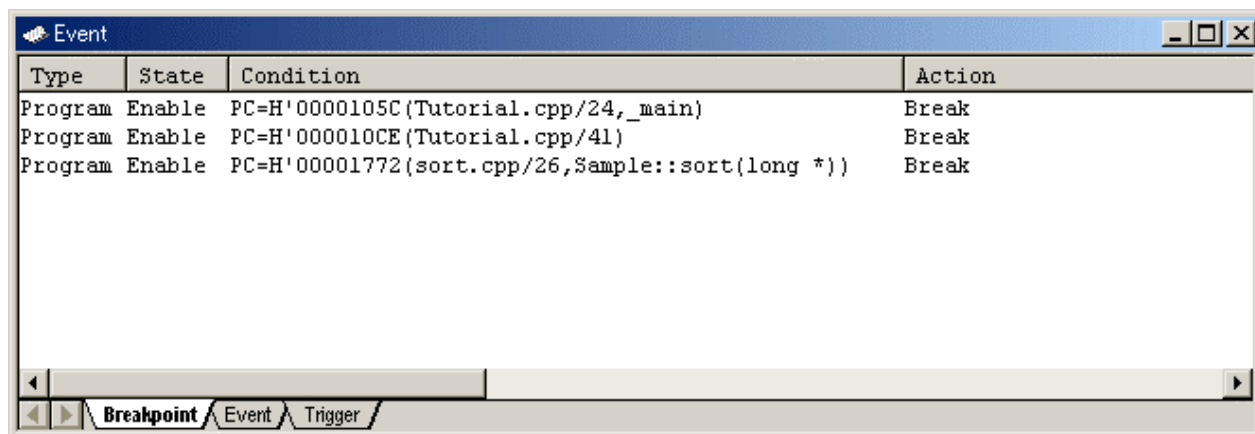 Event
Type State Condition Action
Program Enable PC=H'0000105C(Tutorial.cpp/24,_main) Break
Program Enable PC=H'000010CE(Tutorial.cpp/41) Break
Program Enable PC=H'00001772(sort.cpp/26,Sample::sort(long *)) Break
Breakpoint Event Trigger